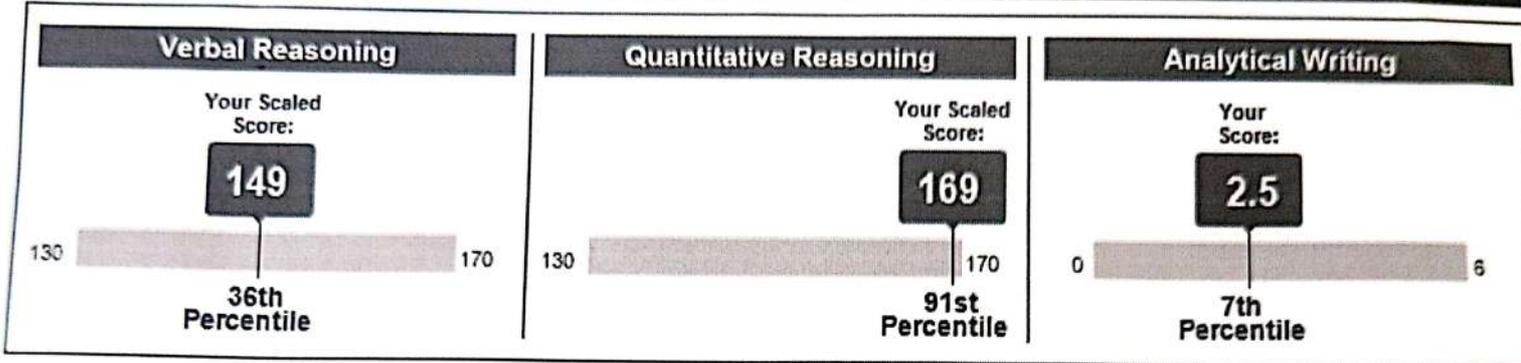 Verbal Reasoning
Your Scaled
Score:
149
130
170
36th
Percentile
Quantitative Reasoning
Your Scaled
Score:
169
130
170
91st
Percentile
Analytical Writing
Your
Score:
2.5
0
6
7th
Percentile